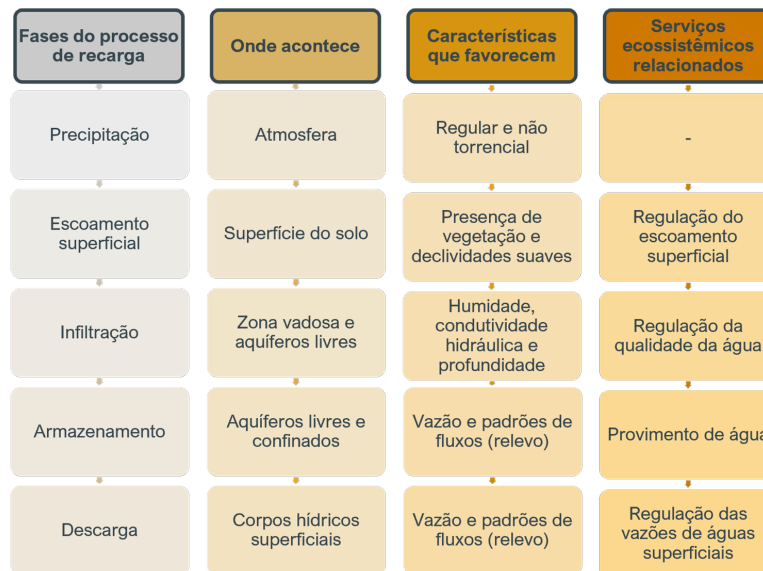 Fases do processo
de recarga
Onde acontece
Características
que favorecem
Serviços
ecossistêmicos
relacionados
Precipitação
Atmosfera
Regular e não
torrencial
-
Escoamento
superficial
Superfície do solo
Presença de
vegetação e
declividades suaves
Regulação do
escoamento
superficial
Infiltração
Zona vadosa e
aquíferos livres
Humidade,
condutividade
hidráulica e
profundidade
Regulação da
qualidade da água
Armazenamento
Aquíferos livres e
confinados
Vazão e padrões de
fluxos (relevo)
Provimento de água
Descarga
Corpos hídricos
superficiais
Vazão e padrões de
fluxos (relevo)
Regulação das
vazões de águas
superficiais